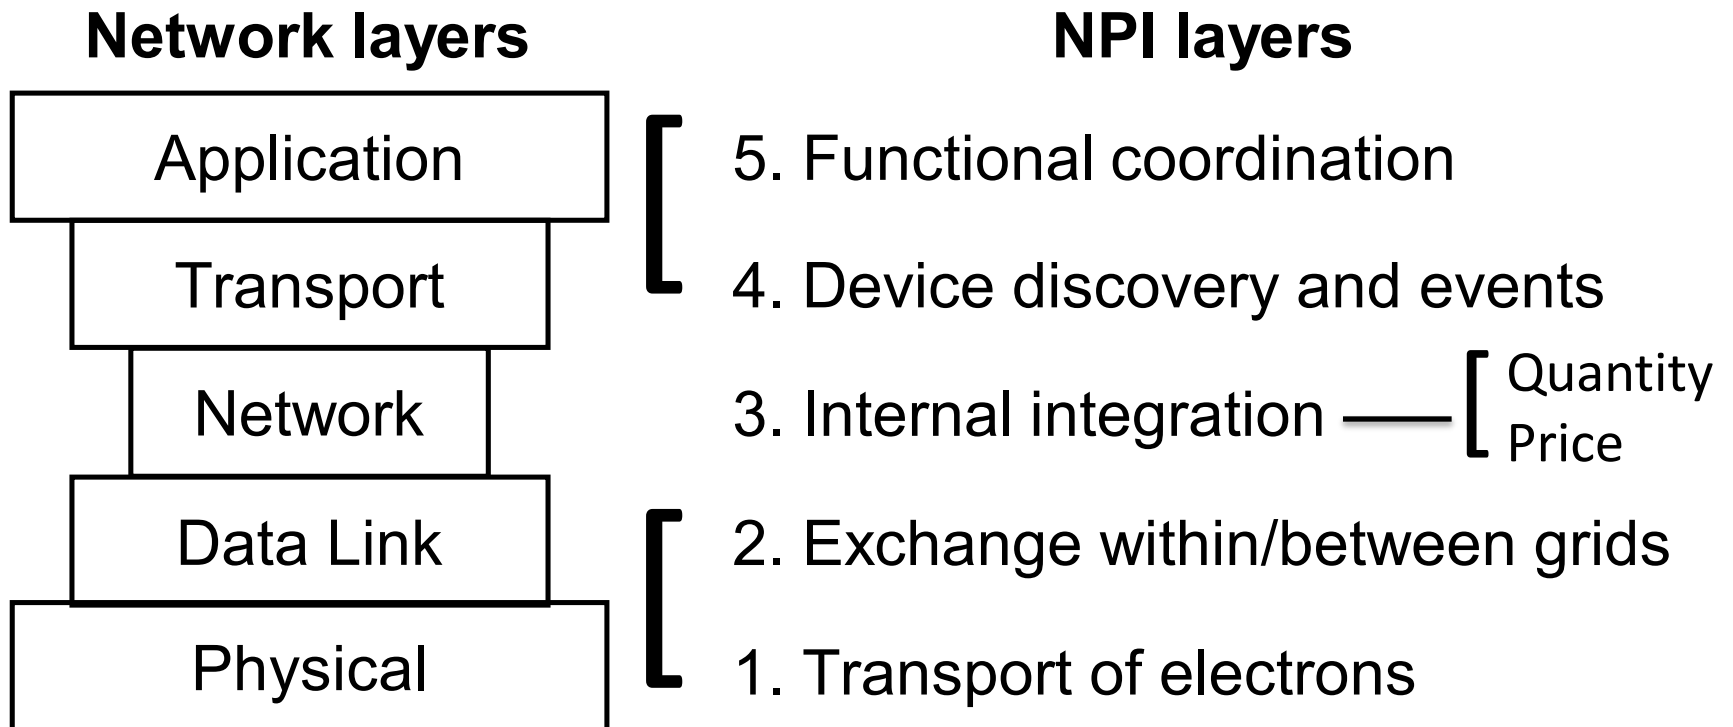 Network layers
NPI layers
Application
5. Functional coordination
Transport
4. Device discovery and events
Network
3. Internal integration
Quantity
Price
Data Link
2. Exchange within/between grids
Physical
1. Transport of electrons